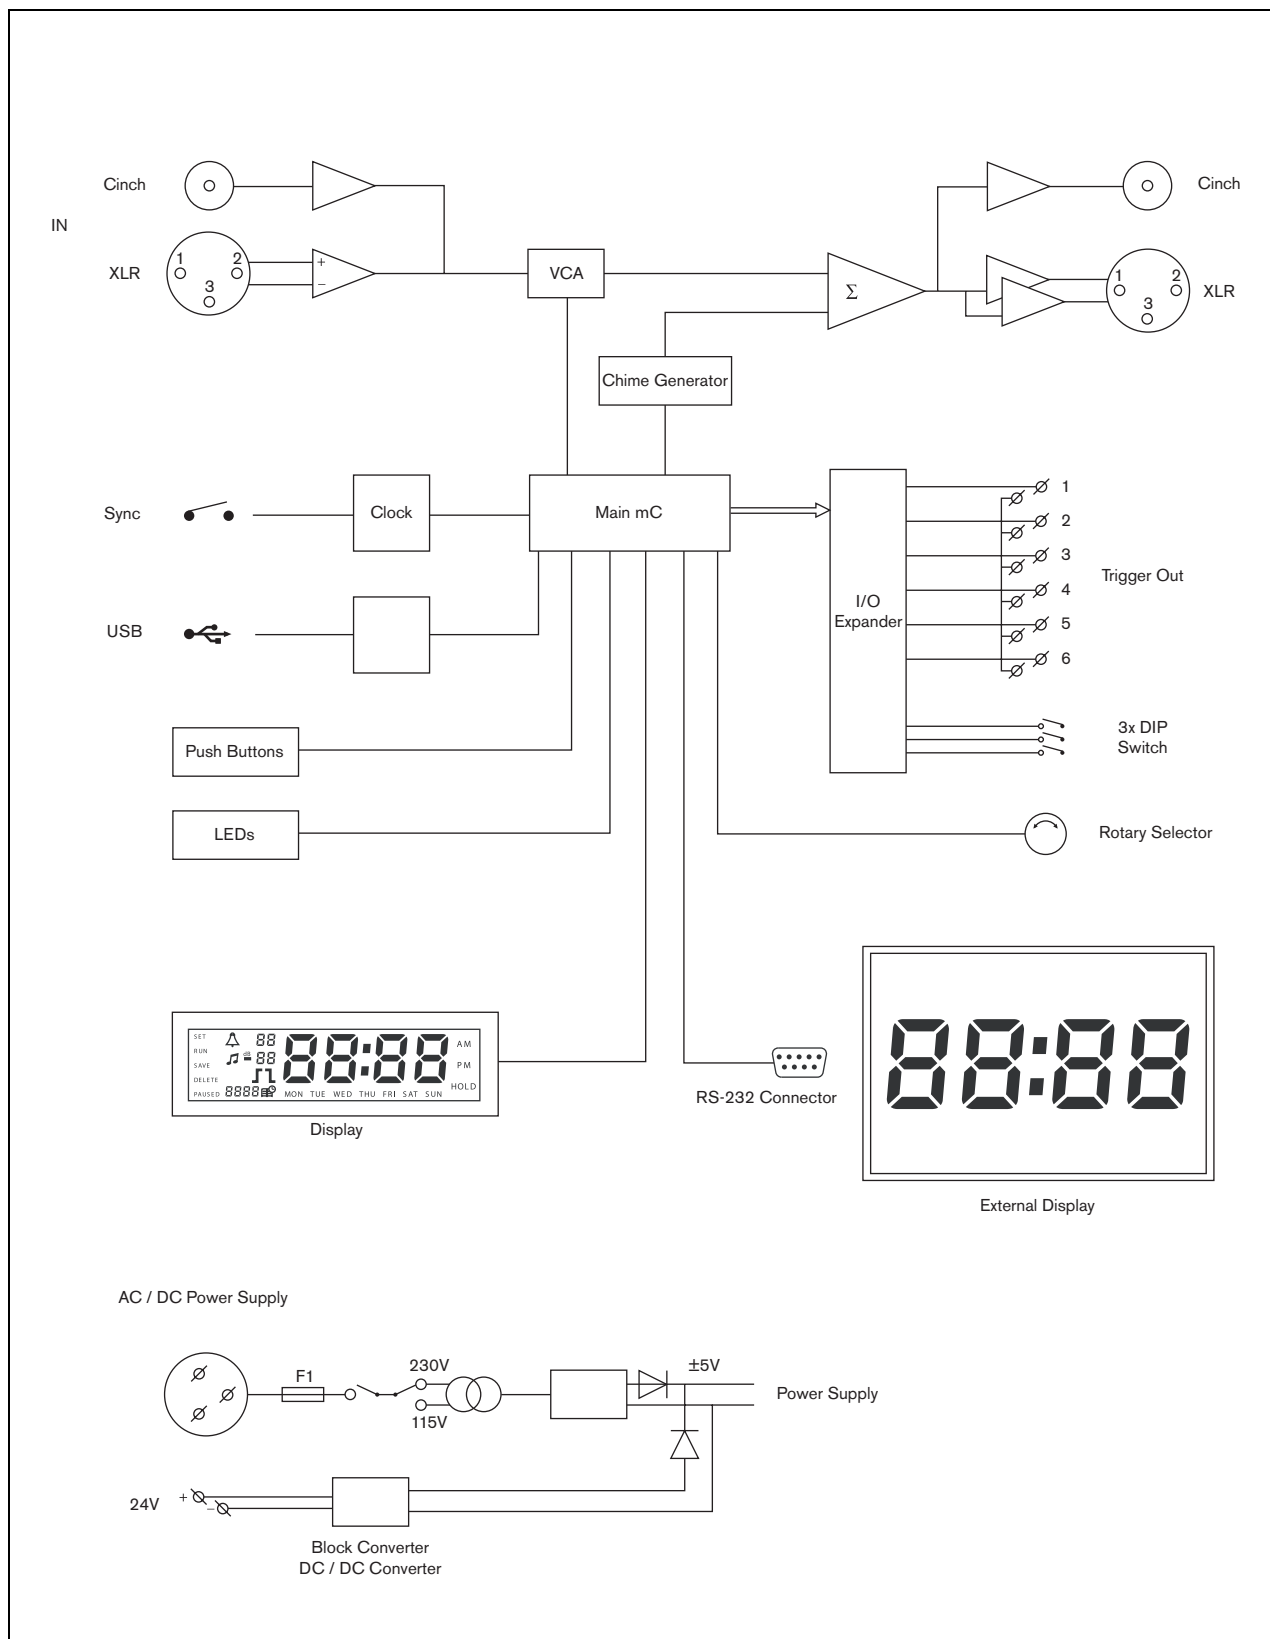 Cinch
Cinch
IN
XLR
1
2
3
+
−
VCA
Σ
1
2
3
XLR
Chime Generator
Sync
Clock
Main mC
I/O
Expander
1
2
3
4
5
6
Trigger Out
USB
3x DIP
Switch
Push Buttons
LEDs
Rotary Selector
SET
RUN
SAVE
DELETE
PAUSED
88
dB
88
8888
88:88
AM
PM
HOLD
MON TUE WED THU FRI SAT SUN
Display
RS-232 Connector
88:88
External Display
AC / DC Power Supply
F1
230V
115V
±5V
Power Supply
24V
+
−
Block Converter
DC / DC Converter